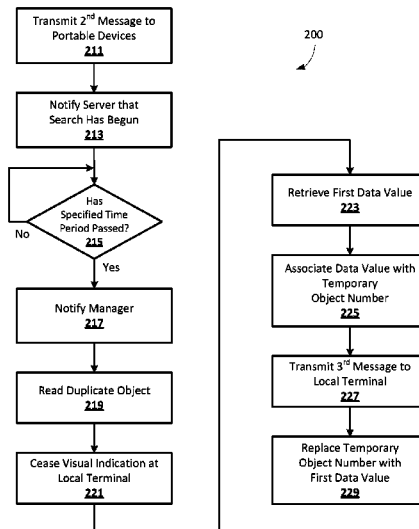 Transmit 2nd Message to
Portable Devices
211
Notify Server that
Search Has Begun
213
Has
Specified Time
Period Passed?
215
No
Yes
Notify Manager
217
Read Duplicate Object
219
Cease Visual Indication at
Local Terminal
221
200
Retrieve First Data Value
223
Associate Data Value with
Temporary
Object Number
225
Transmit 3rd Message to
Local Terminal
227
Replace Temporary
Object Number with
First Data Value
229